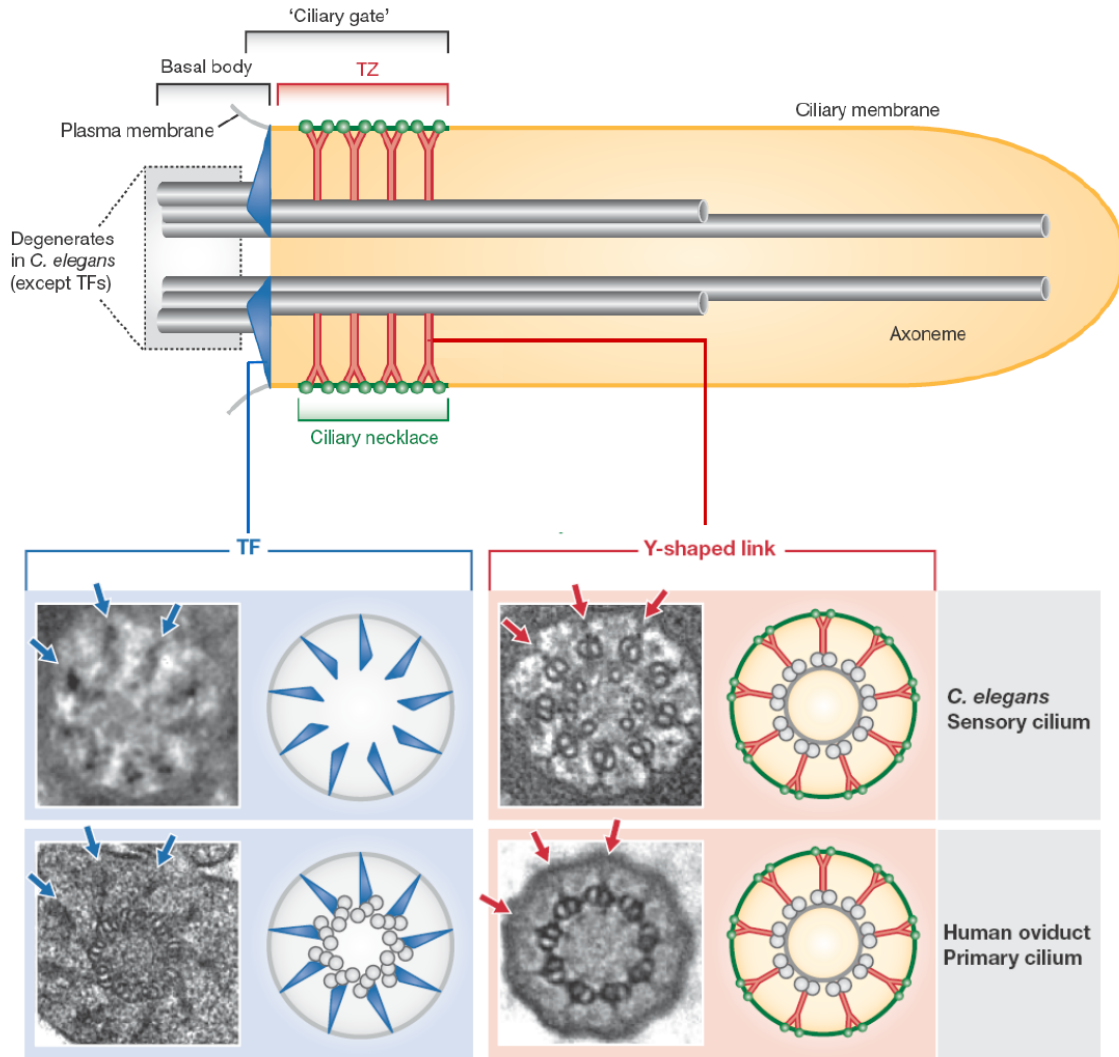 ‘Ciliary gate’
Basal body
TZ
Plasma membrane
Ciliary membrane
Degenerates
in C. elegans
(except TFs)
Axoneme
Ciliary necklace
TF
Y-shaped link
C. elegans
Sensory cilium
Human oviduct
Primary cilium